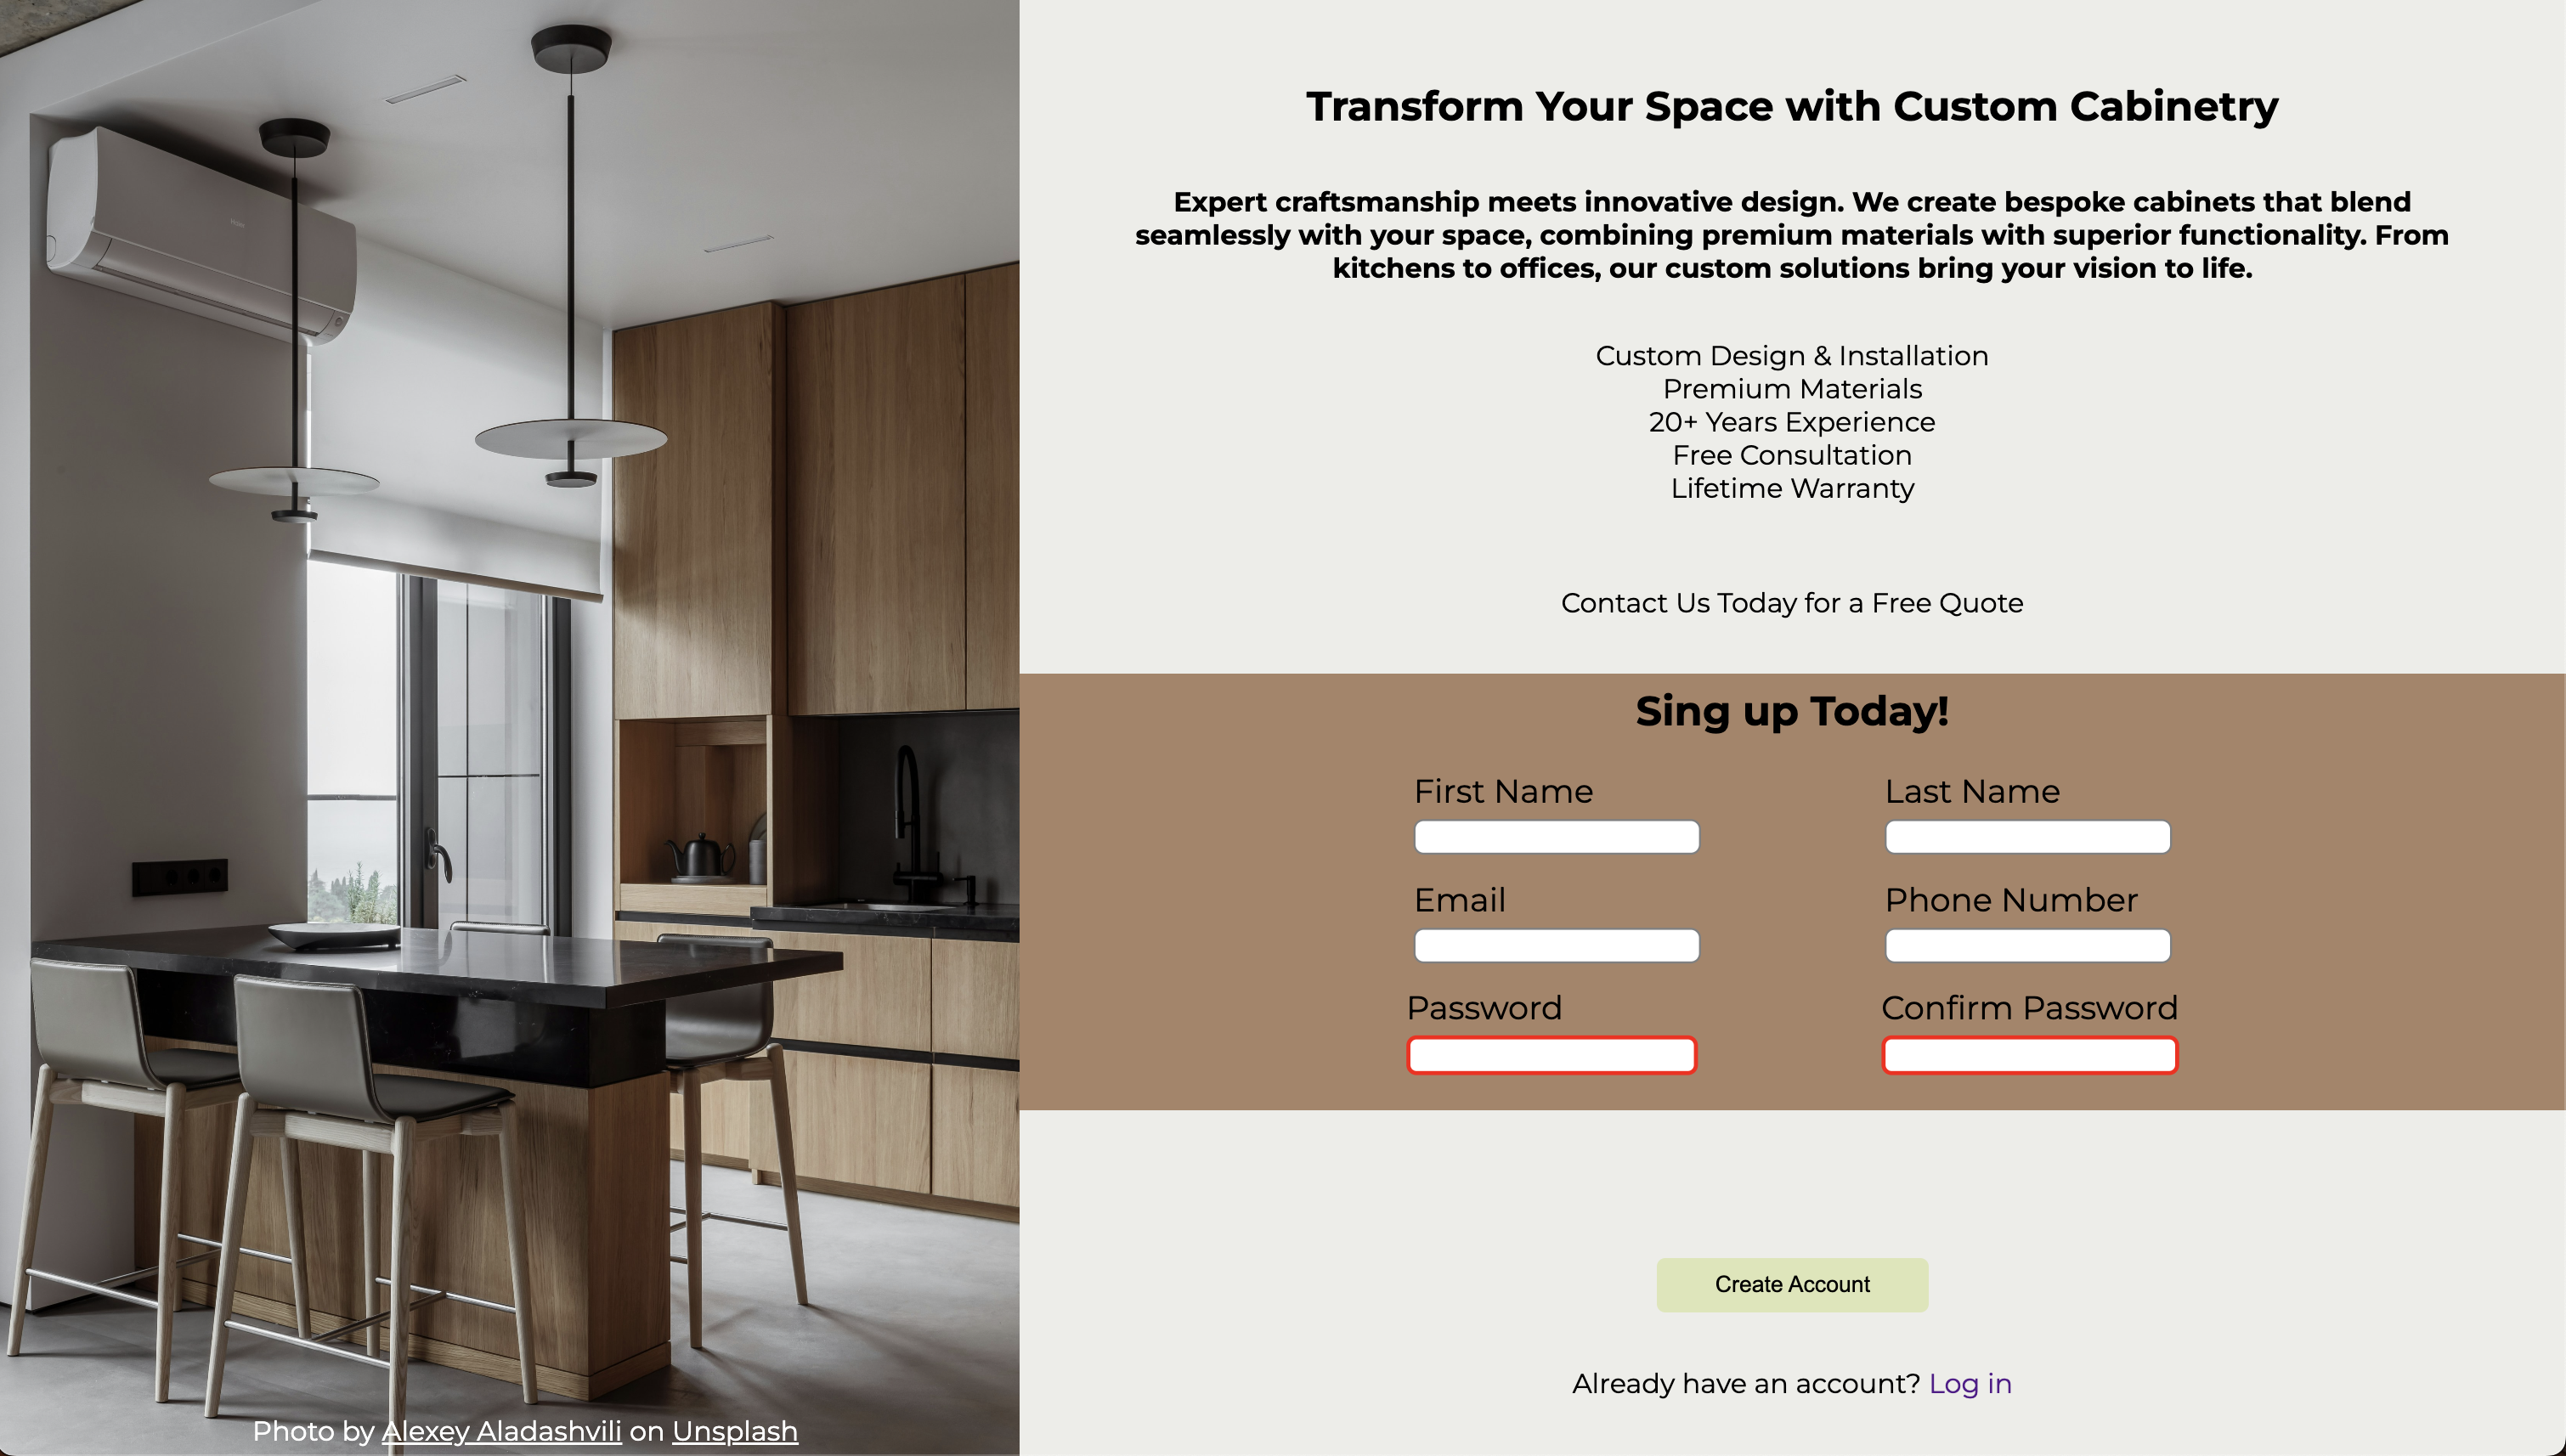 Transform Your Space with Custom Cabinetry
Expert craftsmanship meets innovative design. We create bespoke cabinets that blend
seamlessly with your space, combining premium materials with superior functionality. From
kitchens to offices, our custom solutions bring your vision to life.
Custom Design & Installation
Premium Materials
20+ Years Experience
Free Consultation
Lifetime Warranty
Contact Us Today for a Free Quote
Sing up Today!
First Name
Last Name
Email
Phone Number
Password
Confirm Password
Create Account
Already have an account? Log in
Photo by Alexey Aladashvili on Unsplash